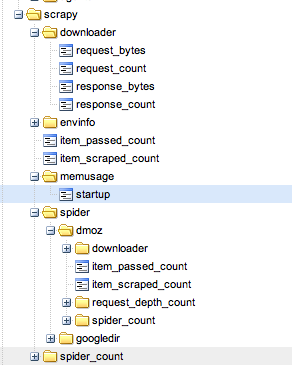 scrapy
downloader
request_bytes
request_count
response_bytes
response_count
envinfo
item_passed_count
item_scraped_count
memusage
startup
spider
dmoz
downloader
item_passed_count
item_scraped_count
request_depth_count
spider_count
googledir
spider_count